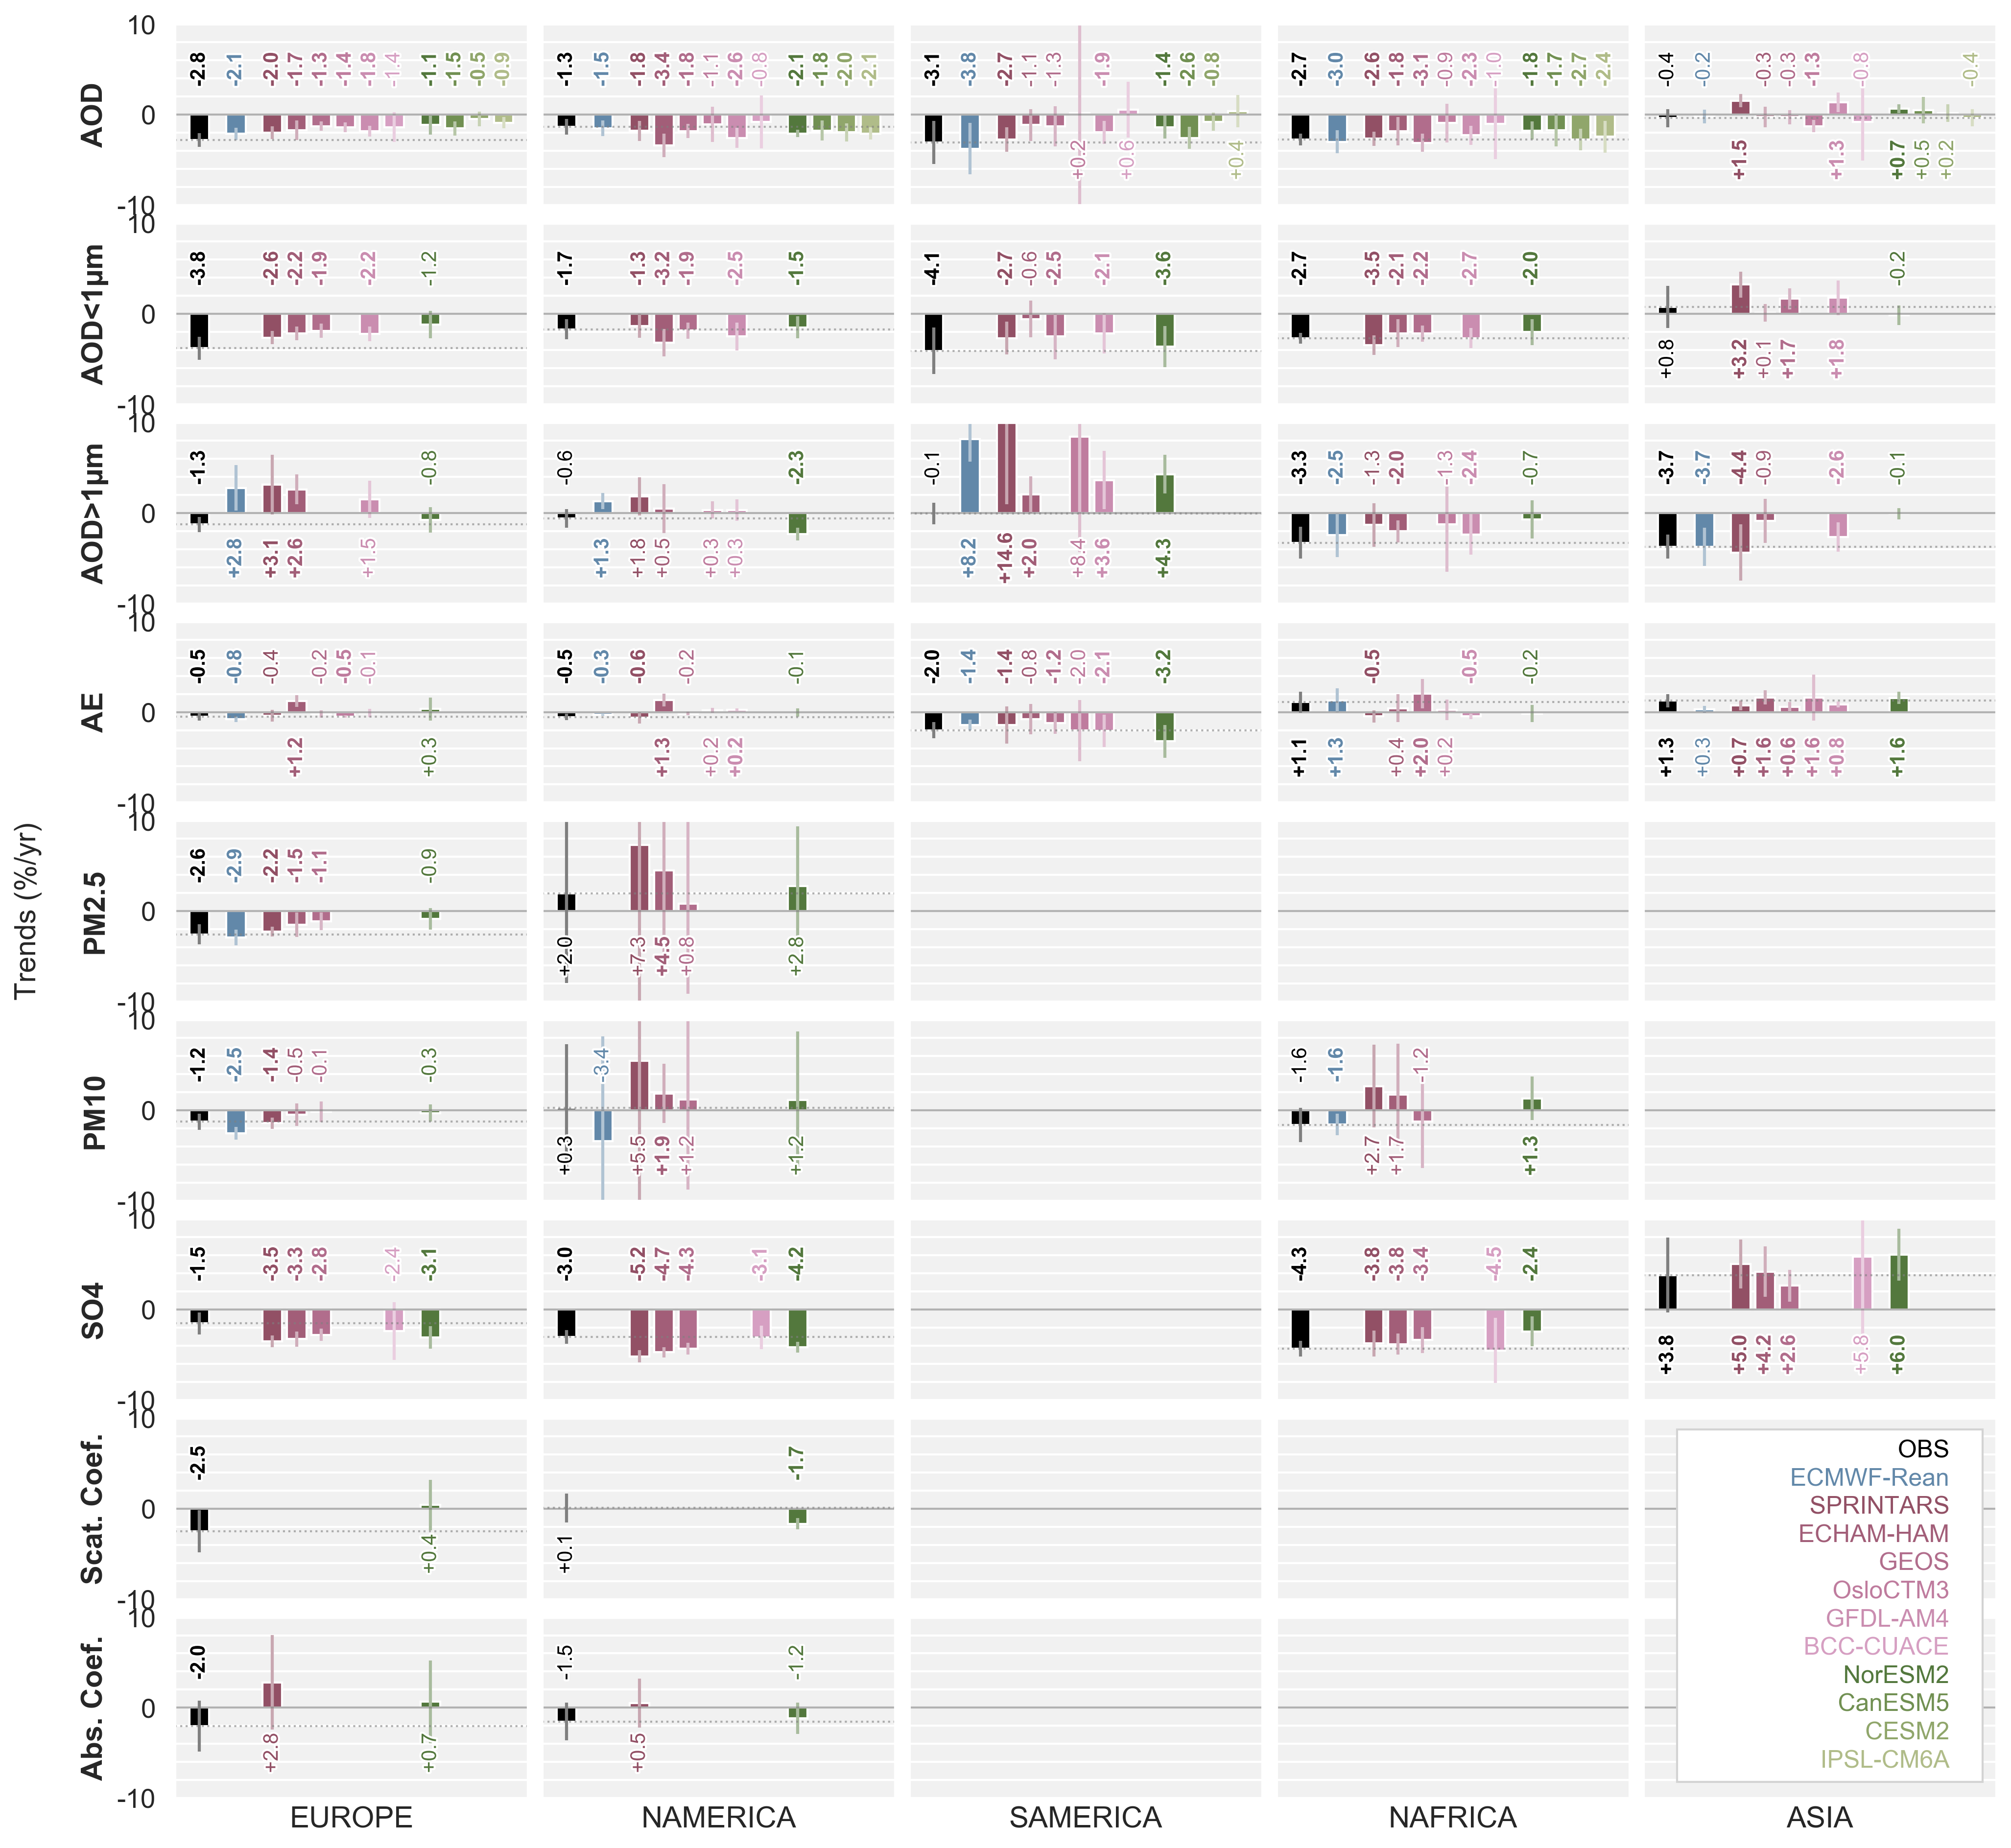 Trends (%/yr)
AOD
10
0
-10
-2.8 -2.1 -2.0 -1.7 -1.3 -1.4 -1.8 -1.4 -1.1 -1.5 -0.5 -0.9
-1.3 -1.5 -1.8 -3.4 -1.8 -1.1 -2.6 -0.8 -2.1 -1.8 -2.0 -2.1
-3.1 -3.8 -2.7 -1.1 -1.3 -1.9 -1.4 -2.6 -0.8
+0.2 +0.6 +0.4
-2.7 -3.0 -2.6 -1.8 -3.1 -0.9 -2.3 -1.0 -1.8 -1.7 -2.7 -2.4
-0.4 -0.2 -0.3 -0.3 -1.3 -0.8 -0.4
+1.5 +1.3 +0.7 +0.5 +0.2
AOD<1µm
10
0
-10
-3.8 -2.6 -2.2 -1.9 -2.2 -1.2
-1.7 -1.3 -3.2 -1.9 -2.5 -1.5
-4.1 -2.7 -0.6 -2.5 -2.1 -3.6
-2.7 -3.5 -2.1 -2.2 -2.7 -2.0
-0.2
+0.8 +3.2 +0.1 +1.7 +1.8
AOD>1µm
10
0
-10
-1.3 -0.8
+2.8 +3.1 +2.6 +1.5
-0.6 -2.3
+1.3 +1.8 +0.5 +0.3 +0.3
-0.1
+8.2 +14.6 +2.0 +8.4 +3.6 +4.3
-3.3 -2.5 -1.3 -2.0 -1.3 -2.4 -0.7
-3.7 -3.7 -4.4 -0.9 -2.6 -0.1
AE
10
0
-10
-0.5 -0.8 -0.4 -0.2 -0.5 -0.1
+1.2 +0.3
-0.5 -0.3 -0.6 -0.2 -0.1
+1.3 +0.2 +0.2
-2.0 -1.4 -1.4 -0.8 -1.2 -2.0 -2.1 -3.2
-0.5 -0.5 -0.2
+1.1 +1.3 +0.4 +2.0 +0.2
+1.3 +0.3 +0.7 +1.6 +0.6 +1.6 +0.8 +1.6
PM2.5
10
0
-10
-2.6 -2.9 -2.2 -1.5 -1.1 -0.9
+2.0 +7.3 +4.5 +0.8 +2.8
PM10
10
0
-10
-1.2 -2.5 -1.4 -0.5 -0.1 -0.3
-3.4
+0.3 +5.5 +1.9 +1.2 +1.2
-1.6 -1.6 -1.2
+2.7 +1.7 +1.3
SO4
10
0
-10
-1.5 -3.5 -3.3 -2.8 -2.4 -3.1
-3.0 -5.2 -4.7 -4.3 -3.1 -4.2
-4.3 -3.8 -3.8 -3.4 -4.5 -2.4
+3.8 +5.0 +4.2 +2.6 +5.8 +6.0
Scat. Coef.
10
0
-10
-2.5
+0.4
-1.7
+0.1
Abs. Coef.
10
0
-10
-2.0
+2.8 +0.7
-1.5 -1.2
+0.5
OBS
ECMWF-Rean
SPRINTARS
ECHAM-HAM
GEOS
OsloCTM3
GFDL-AM4
BCC-CUACE
NorESM2
CanESM5
CESM2
IPSL-CM6A
EUROPE NAMERICA SAMERICA NAFRICA ASIA